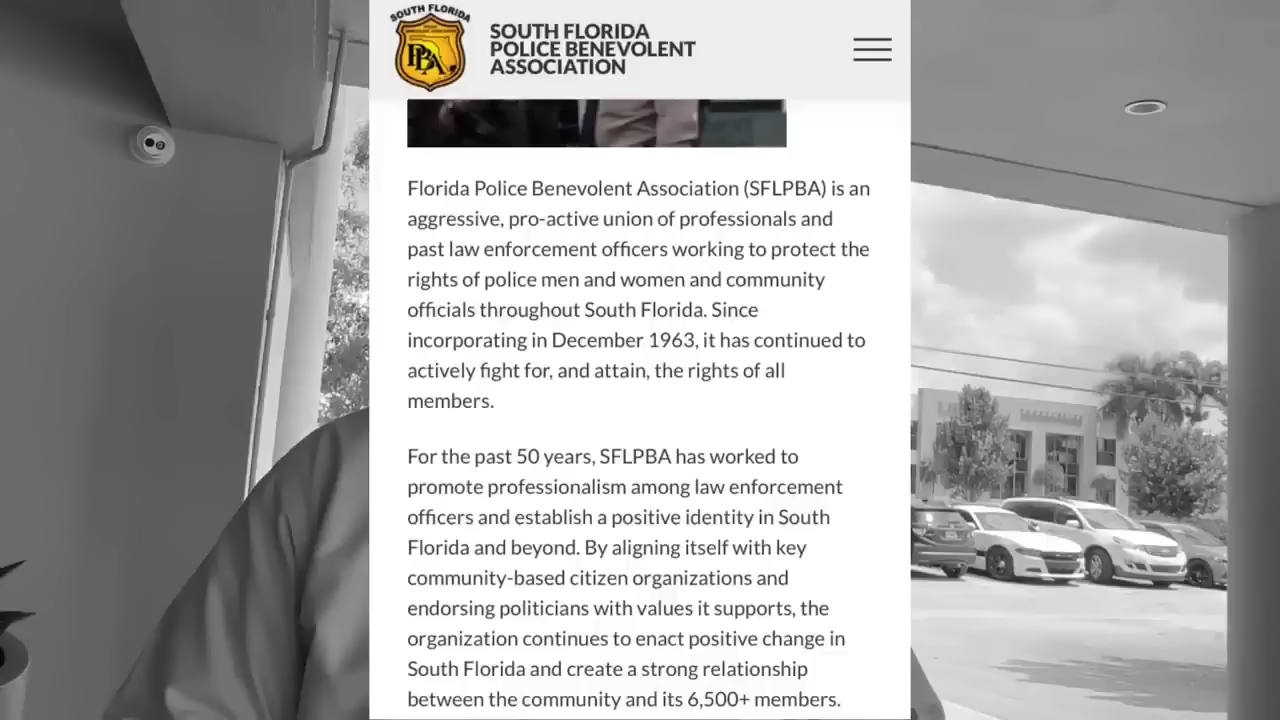 SOUTH FLORIDA
PBA
SOUTH FLORIDA
POLICE BENEVOLENT
ASSOCIATION
Florida Police Benevolent Association (SFLPBA) is an
aggressive, pro-active union of professionals and
past law enforcement officers working to protect the
rights of police men and women and community
officials throughout South Florida. Since
incorporating in December 1963, it has continued to
actively fight for, and attain, the rights of all
members.
For the past 50 years, SFLPBA has worked to
promote professionalism among law enforcement
officers and establish a positive identity in South
Florida and beyond. By aligning itself with key
community-based citizen organizations and
endorsing politicians with values it supports, the
organization continues to enact positive change in
South Florida and create a strong relationship
between the community and its 6,500+ members.